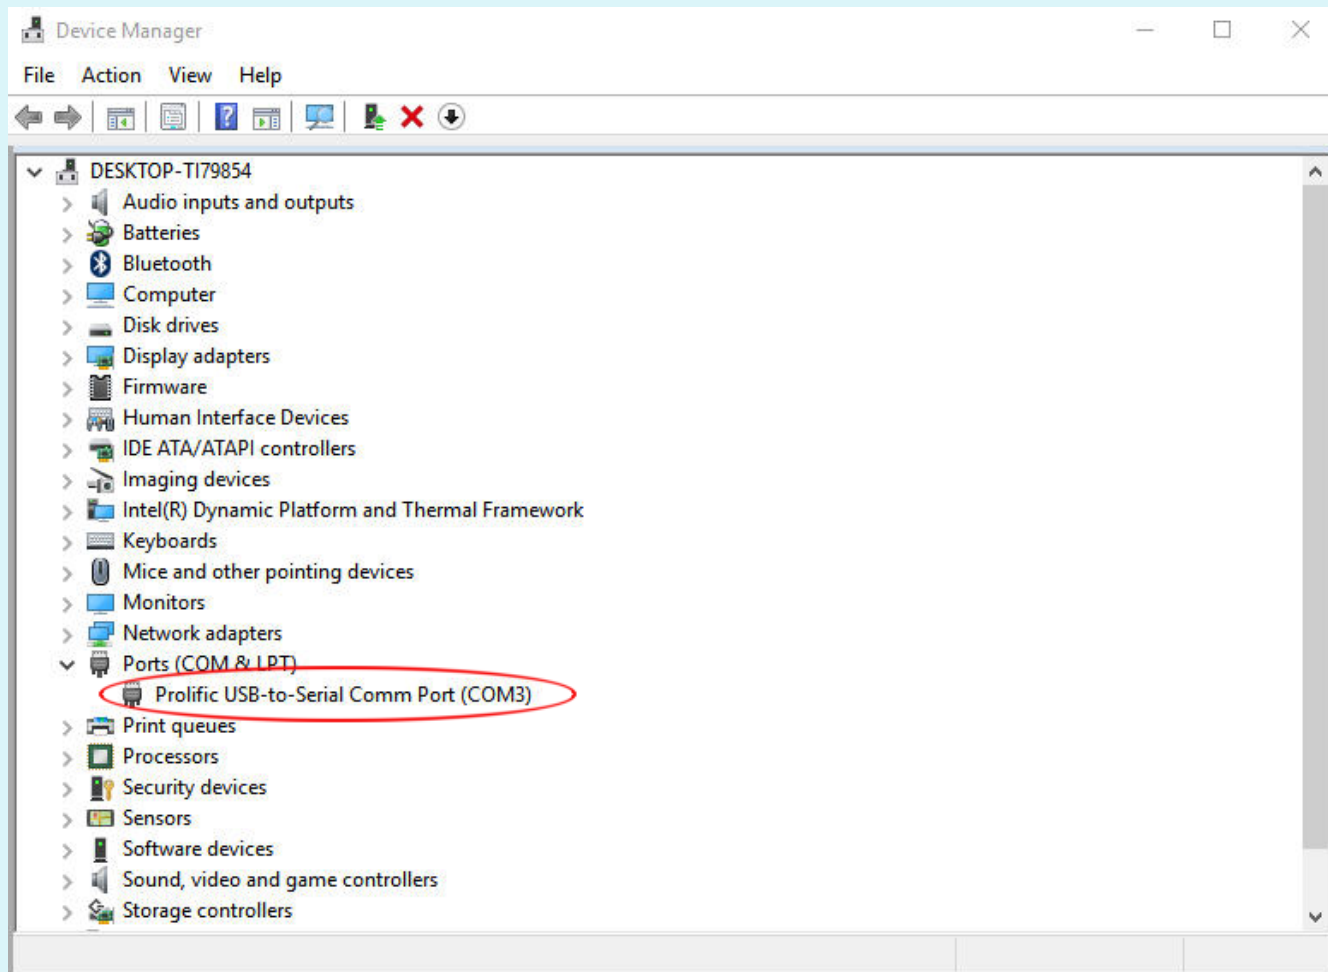 Device Manager
File Action View Help
DESKTOP-TI79854
Audio inputs and outputs
Batteries
Bluetooth
Computer
Disk drives
Display adapters
Firmware
Human Interface Devices
IDE ATA/ATAPI controllers
Imaging devices
Intel(R) Dynamic Platform and Thermal Framework
Keyboards
Mice and other pointing devices
Monitors
Network adapters
Ports (COM & LPT)
Prolific USB-to-Serial Comm Port (COM3)
Print queues
Processors
Security devices
Sensors
Software devices
Sound, video and game controllers
Storage controllers